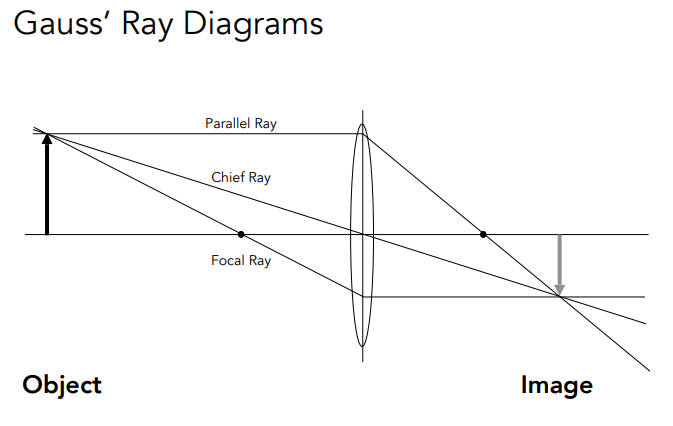 Gauss’ Ray Diagrams
Parallel Ray
Chief Ray
Focal Ray
Object
Image